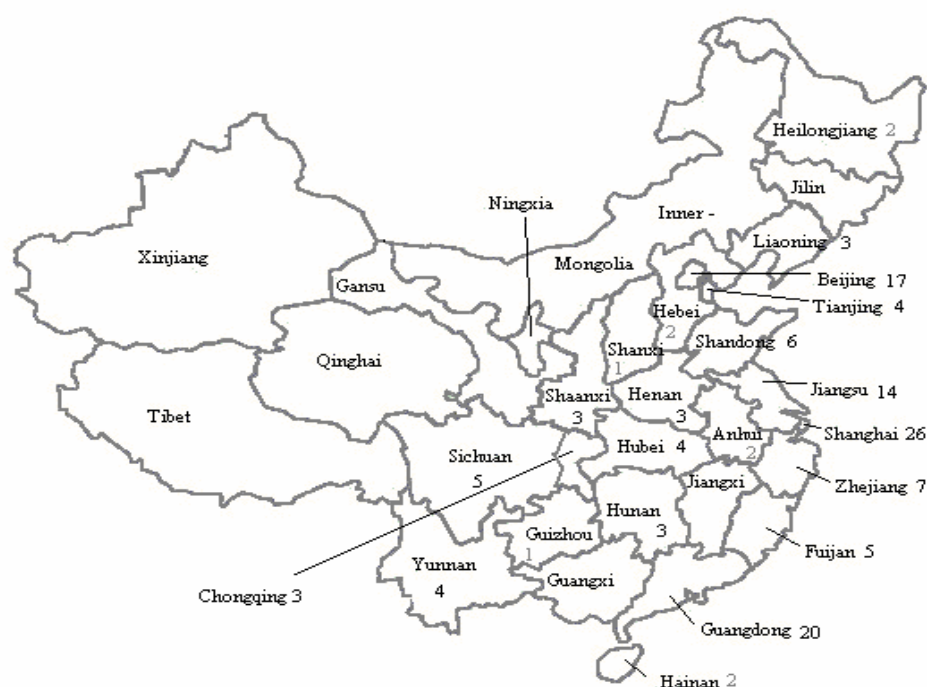 Heilongjiang 2
Jilin
Ningxia
Inner -
Liaoning 3
Xinjiang
Mongolia
Beijing 17
Gansu
Tianjing 4
Hebei
2
Shandong 6
Qinghai
Shanxi
1
Jiangsu 14
Shaanxi
3
Henan
3
Tibet
Anhui
2
Shanghai 26
Hubei 4
Sichuan
5
Jiangxi
Zhejiang 7
Hunan
3
Guizhou
1
Fuijan 5
Yunnan
4
Guangxi
Chongqing 3
Guangdong 20
Hainan 2